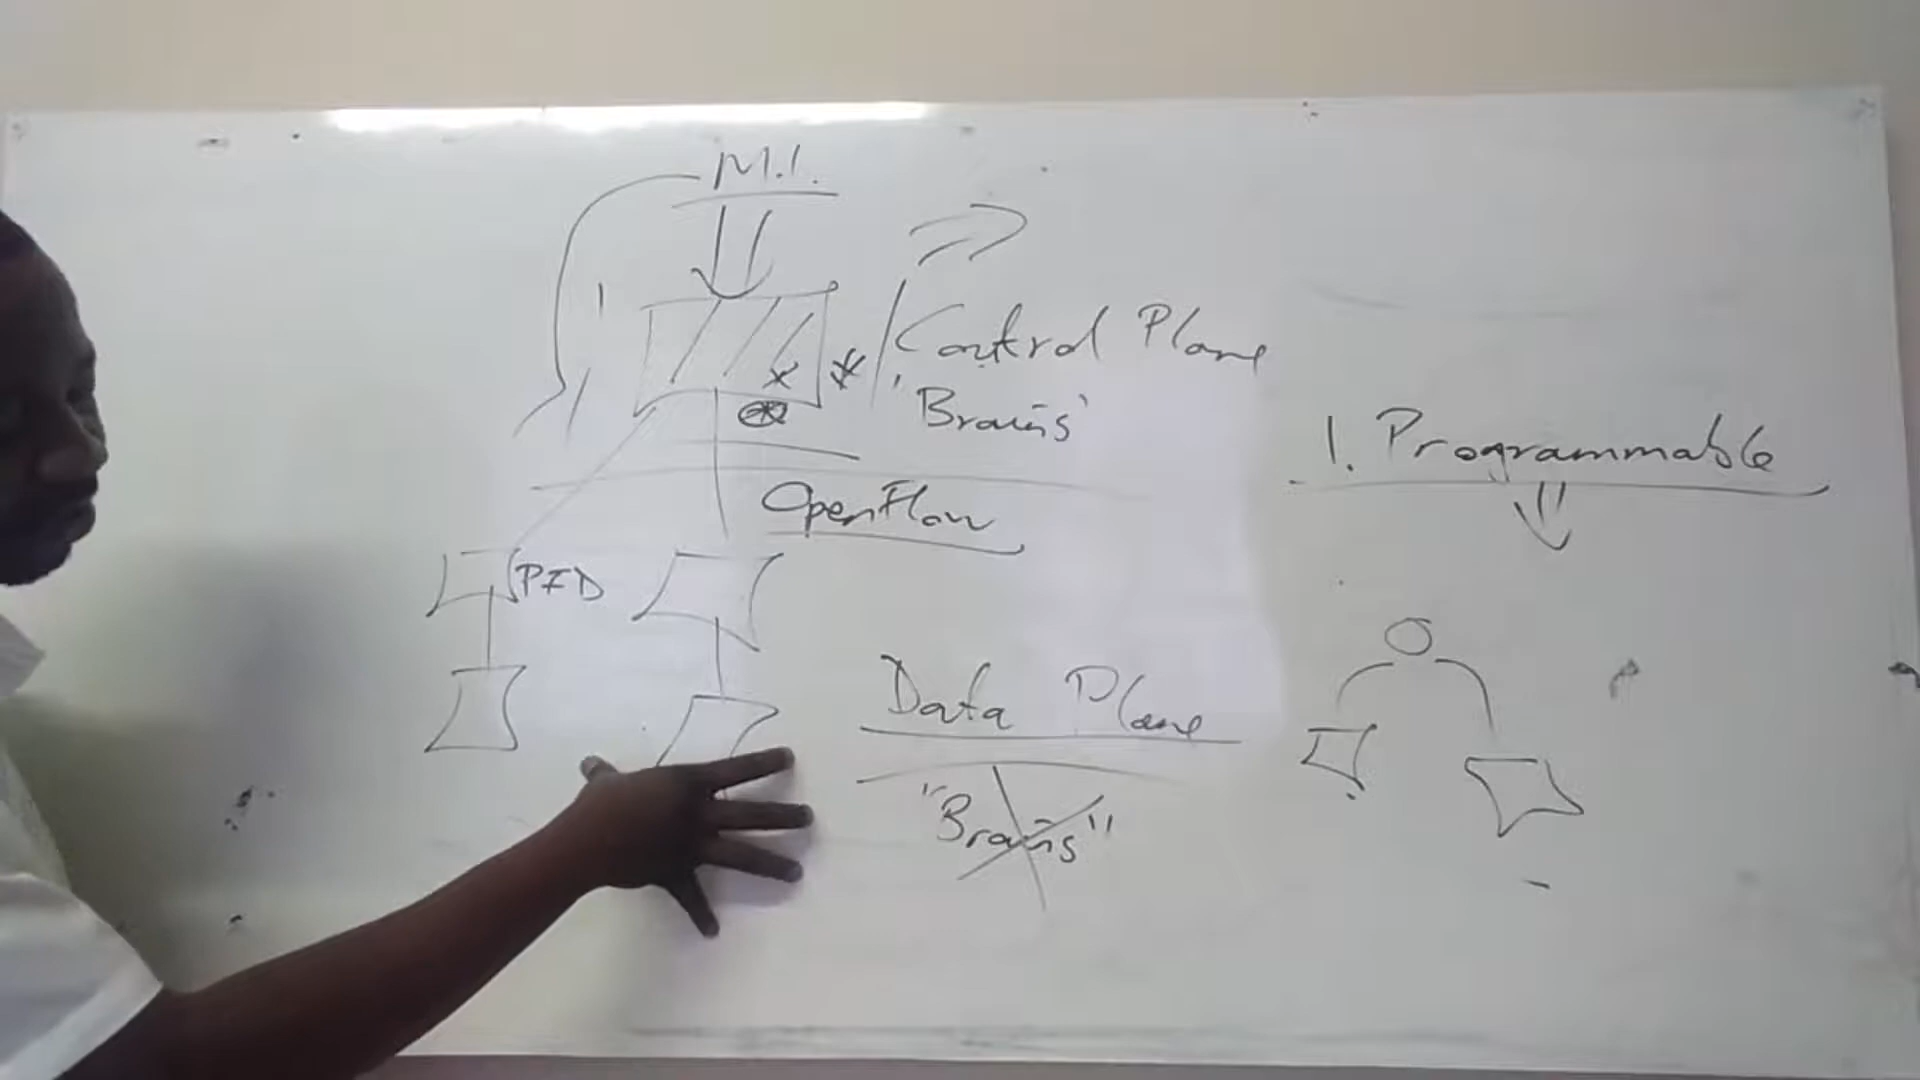 M.I.
Control Plane
'Brains'
1. Programmable
OpenFlow
PFD
Data Plane
"Brains"